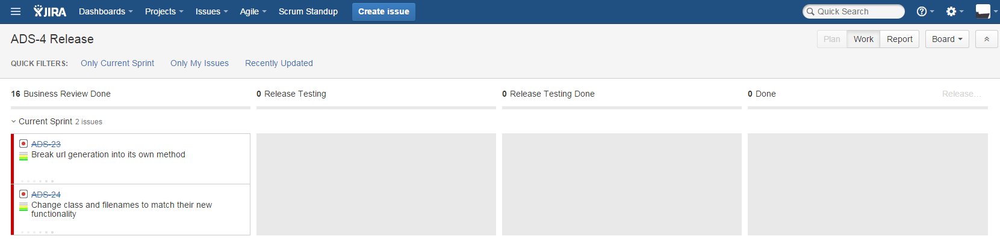 JIRA Dashboards Projects Issues Agile Scrum Standup Create issue Quick Search
ADS-4 Release Plan Work Report Board
QUICK FILTERS: Only Current Sprint Only My Issues Recently Updated
16 Business Review Done 0 Release Testing 0 Release Testing Done 0 Done Release...
Current Sprint 2 issues
ADS-23
Break url generation into its own method
ADS-24
Change class and filenames to match their new
functionality